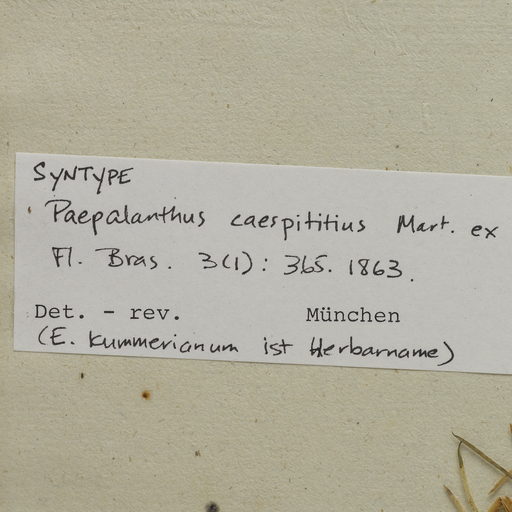 SYNTYPE
Paepalanthus caespititius Mart. ex
Fl. Bras. 3(1): 365. 1863.
Det. - rev. München
(E. Kummerianum ist Herbarname)